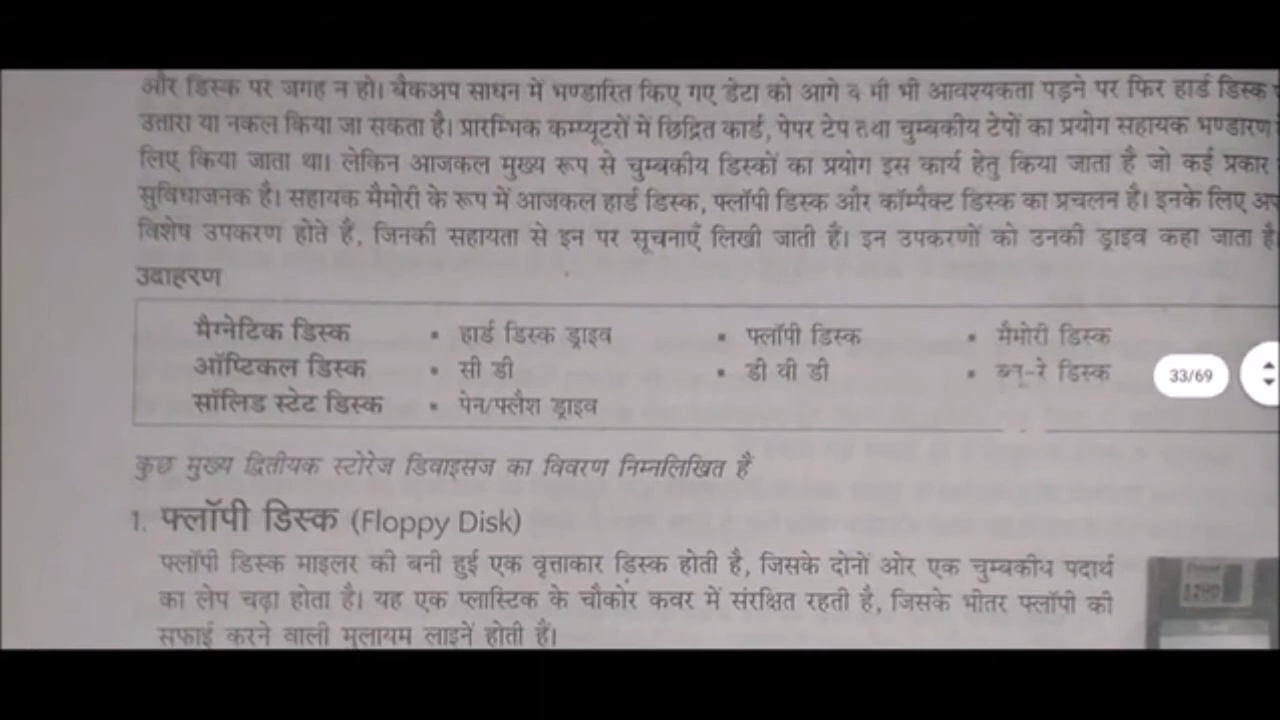 और डिस्क पर जगह न हो। बैकअप साधन में भण्डारित किए गए डेटा को आगे भी आवश्यकता पड़ने पर फिर हार्ड डिस्क
उतारा या नकल किया जा सकता है। प्रारम्भिक कम्प्यूटरों में छिद्रित कार्ड, पेपर टेप तथा चुम्बकीय टेपों का प्रयोग सहायक भण्डारण
लिए किया जाता था। लेकिन आजकल मुख्य रूप से चुम्बकीय डिस्कों का प्रयोग इस कार्य हेतु किया जाता है जो कई प्रकार
सुविधाजनक है। सहायक मैमोरी के रूप में आजकल हार्ड डिस्क, फ्लॉपी डिस्क और कॉम्पैक्ट डिस्क का प्रचलन है। इनके लिए
विशेष उपकरण होते हैं, जिनकी सहायता से इन पर सूचनाएँ लिखी जाती हैं। इन उपकरणों को उनकी ड्राइव कहा जाता है
उदाहरण
मैग्नेटिक डिस्क • हार्ड डिस्क ड्राइव • फ्लॉपी डिस्क • मैमोरी डिस्क
ऑप्टिकल डिस्क • सी डी • डी वी डी • ब्लू-रे डिस्क
33/69
सॉलिड स्टेट डिस्क • पेन/फ्लैश ड्राइव
कुछ मुख्य द्वितीयक स्टोरेज डिवाइसज का विवरण निम्नलिखित है
1. फ्लॉपी डिस्क (Floppy Disk)
फ्लॉपी डिस्क माइलर की बनी हुई एक वृत्ताकार डिस्क होती है, जिसके दोनों ओर एक चुम्बकीय पदार्थ
का लेप चढ़ा होता है। यह एक प्लास्टिक के चौकोर कवर में संरक्षित रहती है, जिसके भीतर फ्लॉपी की
सफाई करने वाली मुलायम लाइनें होती हैं।